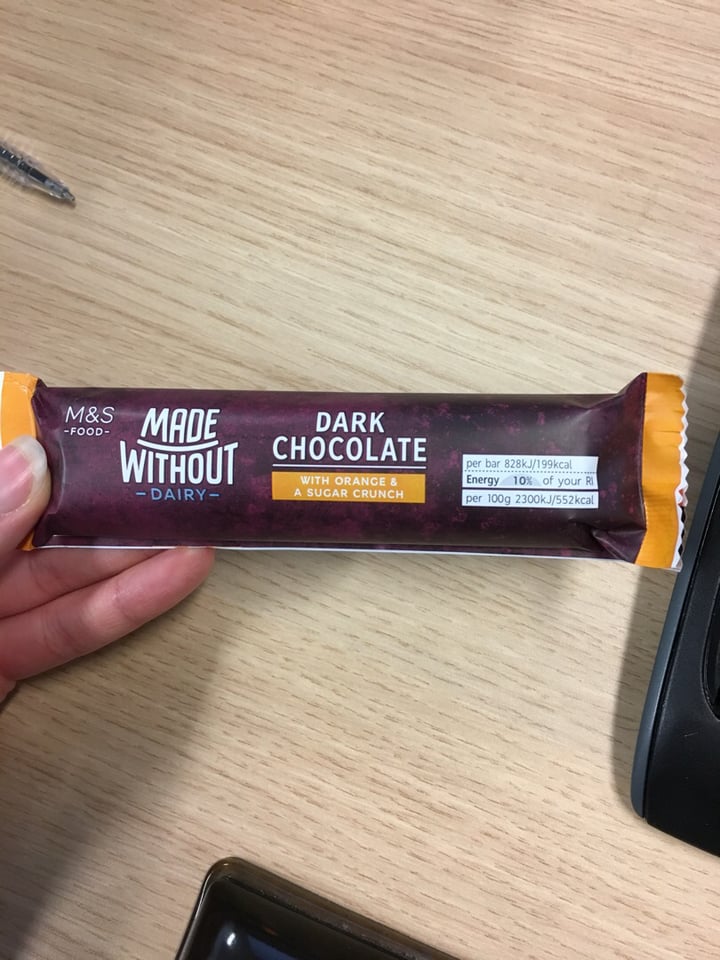 M&S
-FOOD-
MADE
WITHOUT
-DAIRY-
DARK
CHOCOLATE
WITH ORANGE &
A SUGAR CRUNCH
per bar 828kJ/199kcal
Energy 10% of your RI
per 100g 2300kJ/552kcal